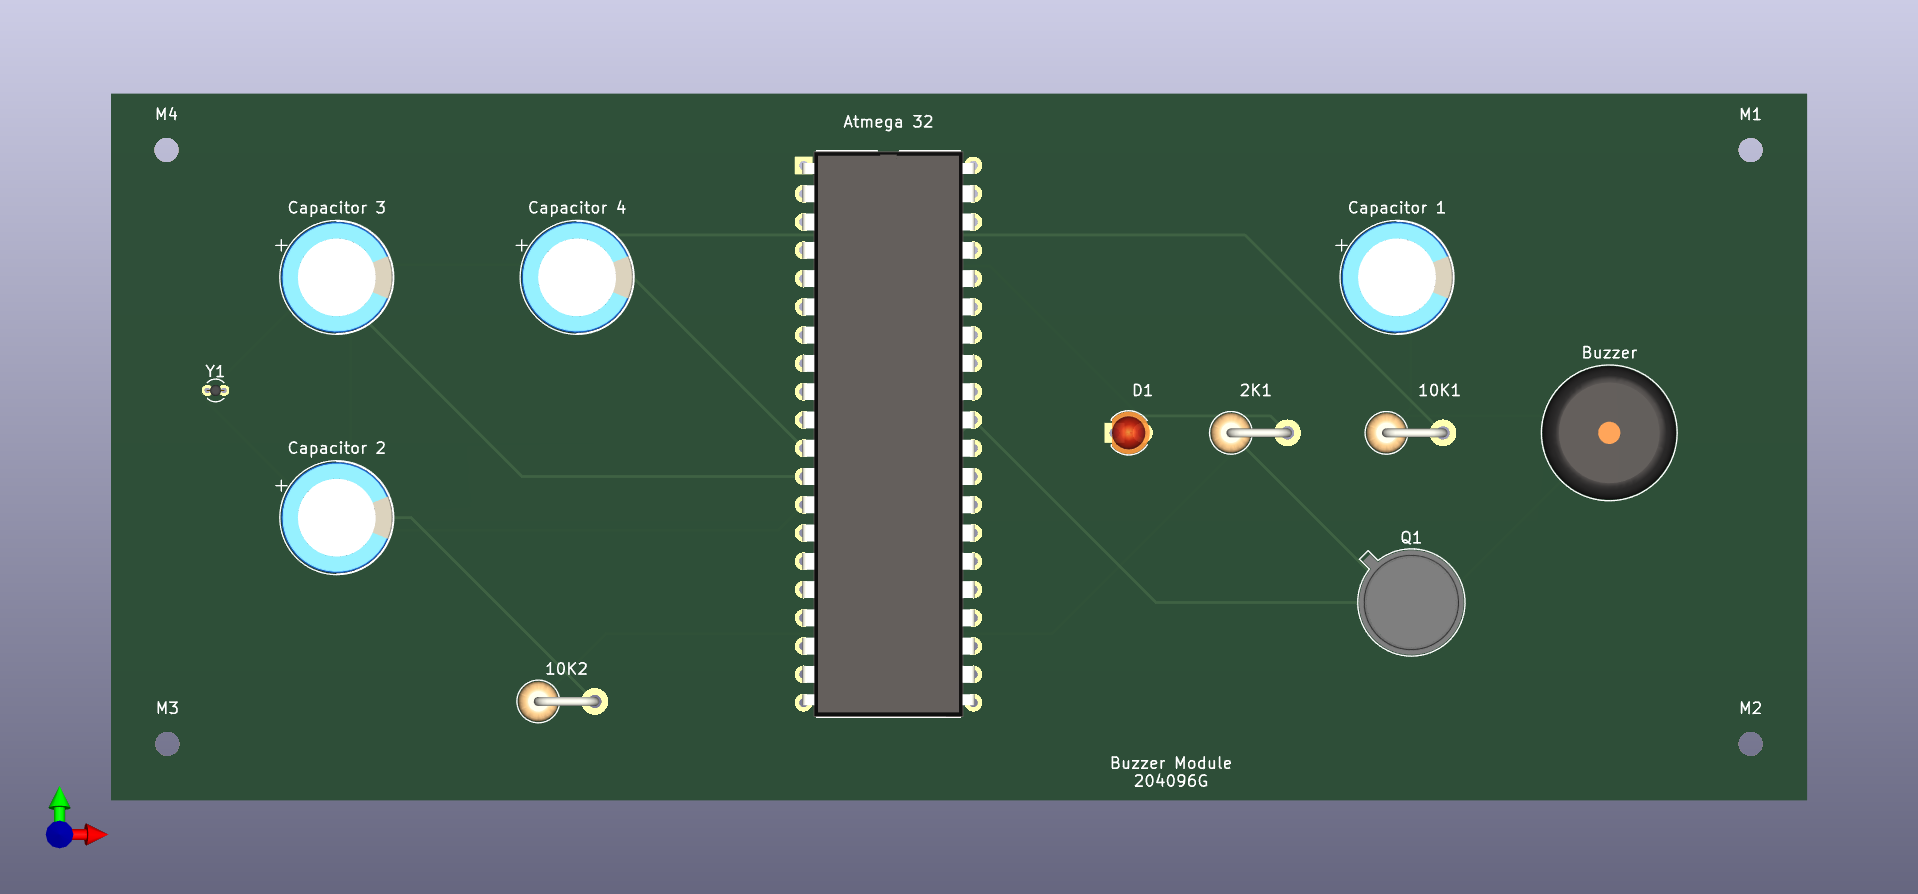 M4
Atmega 32
M1
Capacitor 3
Capacitor 4
Capacitor 1
+
+
+
Buzzer
Y1
D1
2K1
10K1
Capacitor 2
+
Q1
10K2
M3
M2
Buzzer Module
204096G